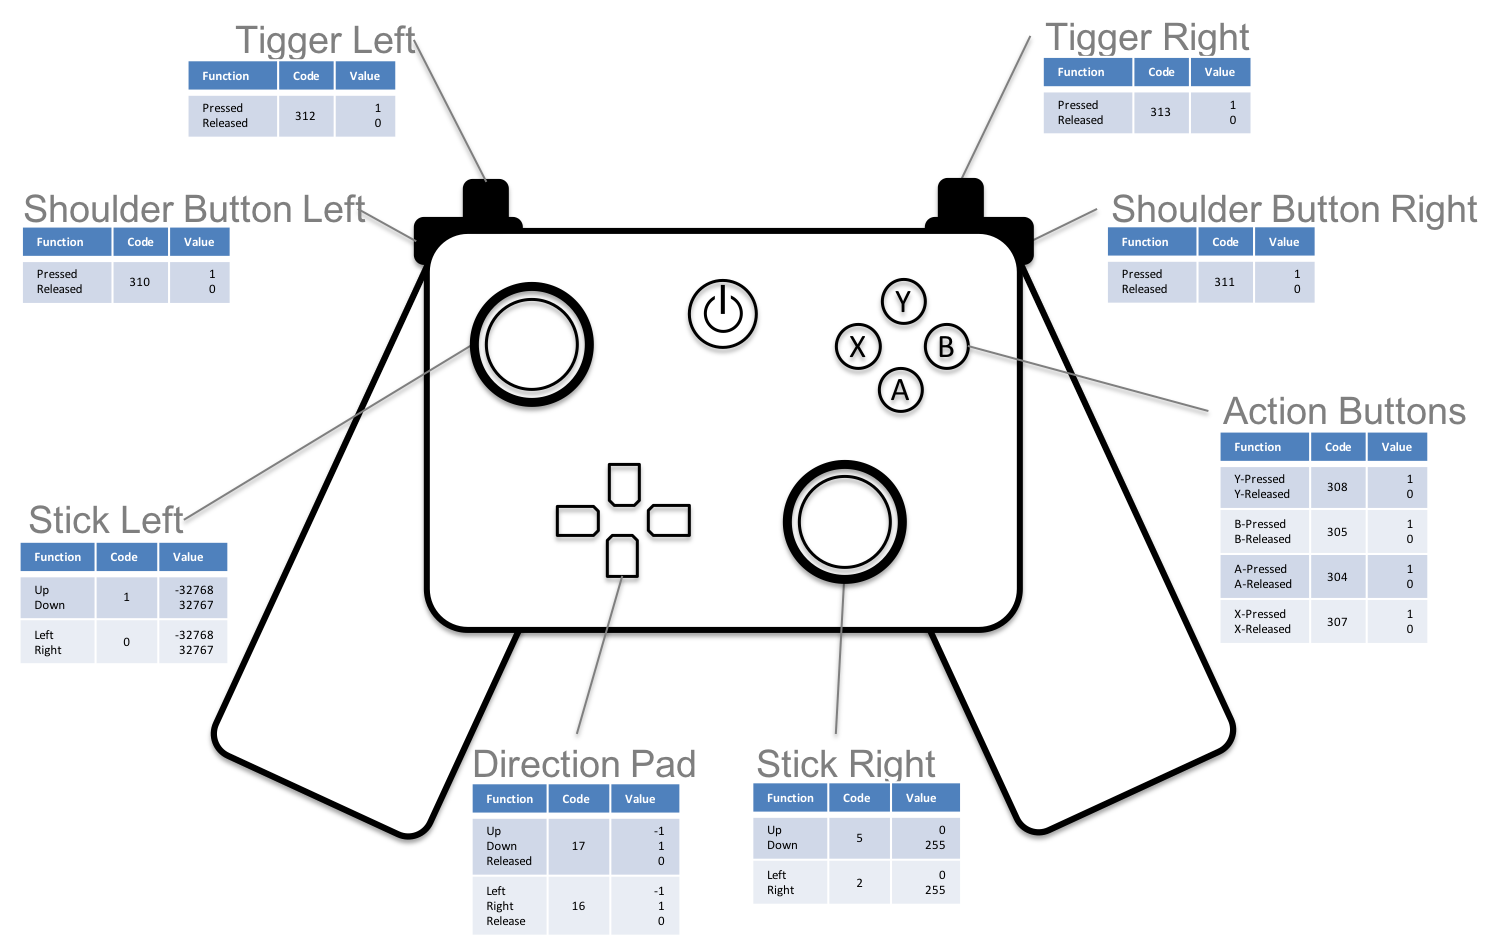 Tigger Left
Function Code Value
Pressed 312 1
Released 0
Tigger Right
Function Code Value
Pressed 313 1
Released 0
Shoulder Button Left
Function Code Value
Pressed 310 1
Released 0
Shoulder Button Right
Function Code Value
Pressed 311 1
Released 0
Y
X B
A
Action Buttons
Function Code Value
Y-Pressed 308 1
Y-Released 0
B-Pressed 305 1
B-Released 0
A-Pressed 304 1
A-Released 0
X-Pressed 307 1
X-Released 0
Stick Left
Function Code Value
Up 1 -32768
Down 32767
Left 0 -32768
Right 32767
Direction Pad
Function Code Value
Up -1
Down 17 1
Released 0
Left -1
Right 16 1
Release 0
Stick Right
Function Code Value
Up 5 0
Down 255
Left 2 0
Right 255